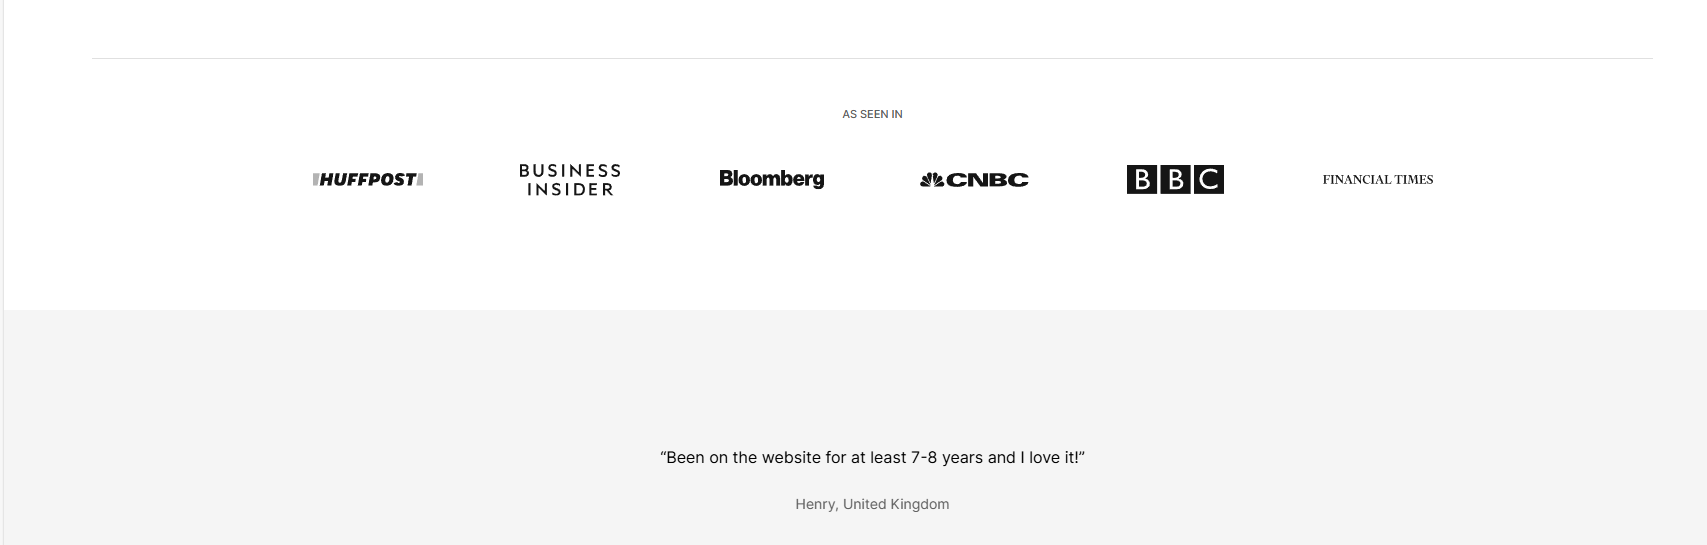 AS SEEN IN
HUFFPOST
BUSINESS
INSIDER
Bloomberg
CNBC
BBC
FINANCIAL TIMES
“Been on the website for at least 7-8 years and I love it!”
Henry, United Kingdom